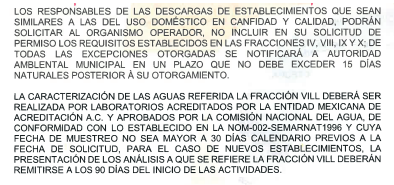 LOS RESPONSABLES DE LAS DESCARGAS DE ESTABLECIMIENTOS QUE SEAN
SIMILARES A LAS DEL USO DOMÉSTICO EN CANFIDAD Y CALIDAD, PODRÁN
SOLICITAR AL ORGANISMO OPERADOR, NO INCLUIR EN SU SOLICITUD DE
PERMISO LOS REQUISITOS ESTABLECIDOS EN LAS FRACCIONES IV, VIII, IX Y X; DE
TODAS LAS EXCEPCIONES OTORGADAS SE NOTIFICARÁ A AUTORIDAD
AMBIENTAL MUNICIPAL EN UN PLAZO QUE NO DEBE EXCEDER 15 DÍAS
NATURALES POSTERIOR À SU OTORGAMIENTO.
LA CARACTERIZACIÓN DE LAS AGUAS REFERIDA LA FRACCIÓN VILL DEBERÁ SER
REALIZADA POR LABORATORIOS ACREDITADOS POR LA ENTIDAD MEXICANA DE
ACREDITACIÓN A.C. Y APROBADOS POR LA COMISIÓN NACIONAL DEL AGUA, DE
CONFORMIDAD CON LO ESTABLECIDO EN LA NOM-002-SEMARNAT1996 Y CUYA
FECHA DE MUESTREO NO SEA MAYOR A 30 DÍAS CALENDARIO PREVIOS A LA
FECHA DE SOLICITUD, PARA EL CASO DE NUEVOS ESTABLECIMIENTOS, LA
PRESENTACIÓN DE LOS ANÁLISIS A QUE SE REFIERE LA FRACCIÓN VILL DEBERÁN
REMITIRSE A LOS 90 DÍAS DEL INICIO DE LAS ACTIVIDADES.